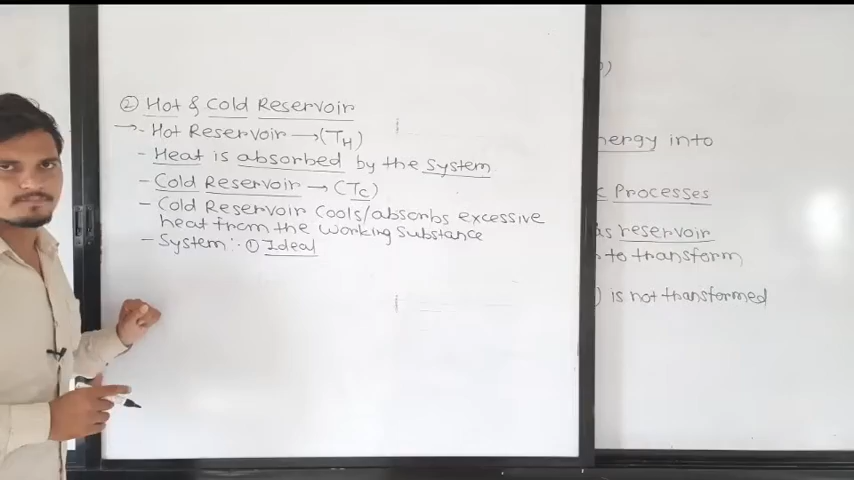 ② Hot & Cold Reservoir
→ - Hot Reservoir → (TH)
- Heat is absorbed by the system
- Cold Reservoir → (Tc)
- Cold Reservoir Cools/absorbs excessive
heat from the working substance
- System :- ① Ideal
)
nergy into
Processes
as reservoir
to transform
) is not transformed